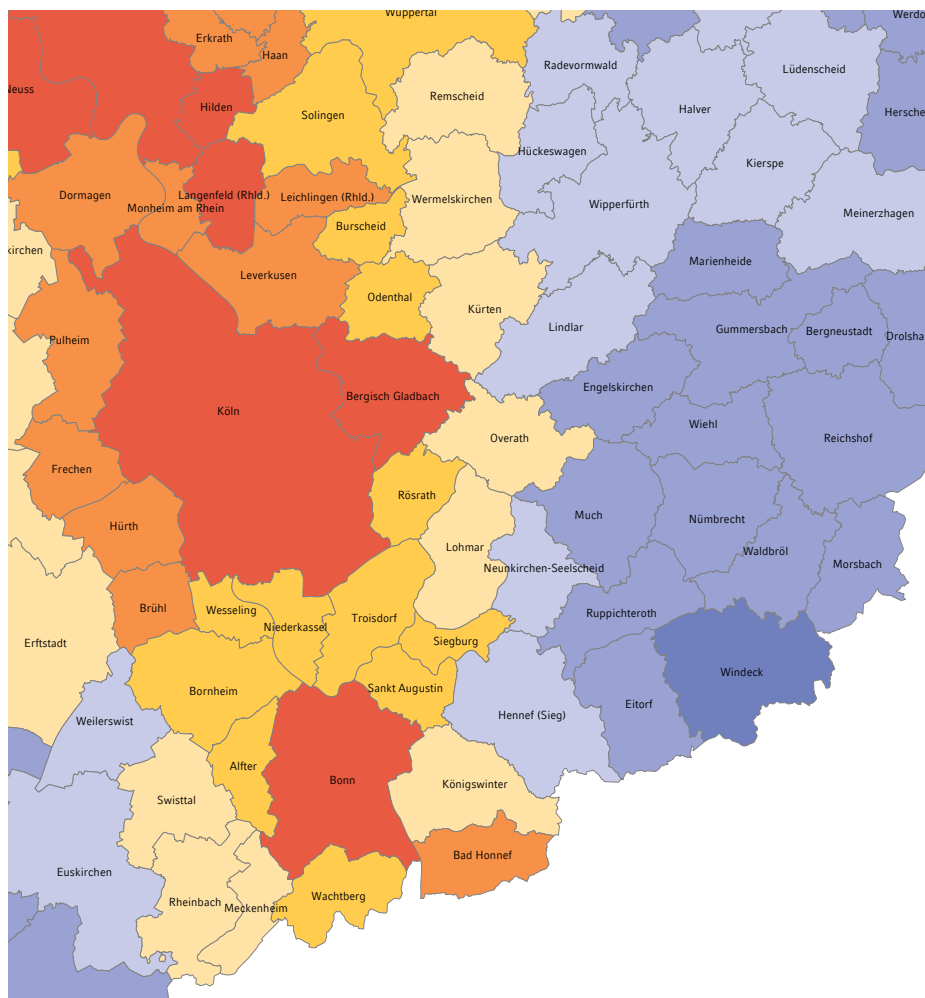 Wuppertal
Erkrath
Haan
Radevormwald
Lüdenscheid
Neuss
Hilden
Remscheid
Solingen
Halver
Hückeswagen
Kierspe
Dormagen
Langenfeld (Rhld.)
Monheim am Rhein
Leichlingen (Rhld.)
Wermelskirchen
Wipperfürth
Meinerzhagen
Burscheid
kirchen
Marienheide
Leverkusen
Odenthal
Kürten
Lindlar
Gummersbach
Bergneustadt
Pulheim
Engelskirchen
Köln
Bergisch Gladbach
Wiehl
Overath
Reichshof
Frechen
Rösrath
Hürth
Much
Nümbrecht
Lohmar
Waldbröl
Neunkirchen-Seelscheid
Morsbach
Brühl
Wesseling
Niederkassel
Troisdorf
Ruppichteroth
Erftstadt
Siegburg
Windeck
Bornheim
Sankt Augustin
Hennef (Sieg)
Eitorf
Weilerswist
Alfter
Bonn
Königswinter
Swisttal
Bad Honnef
Euskirchen
Rheinbach
Meckenheim
Wachtberg